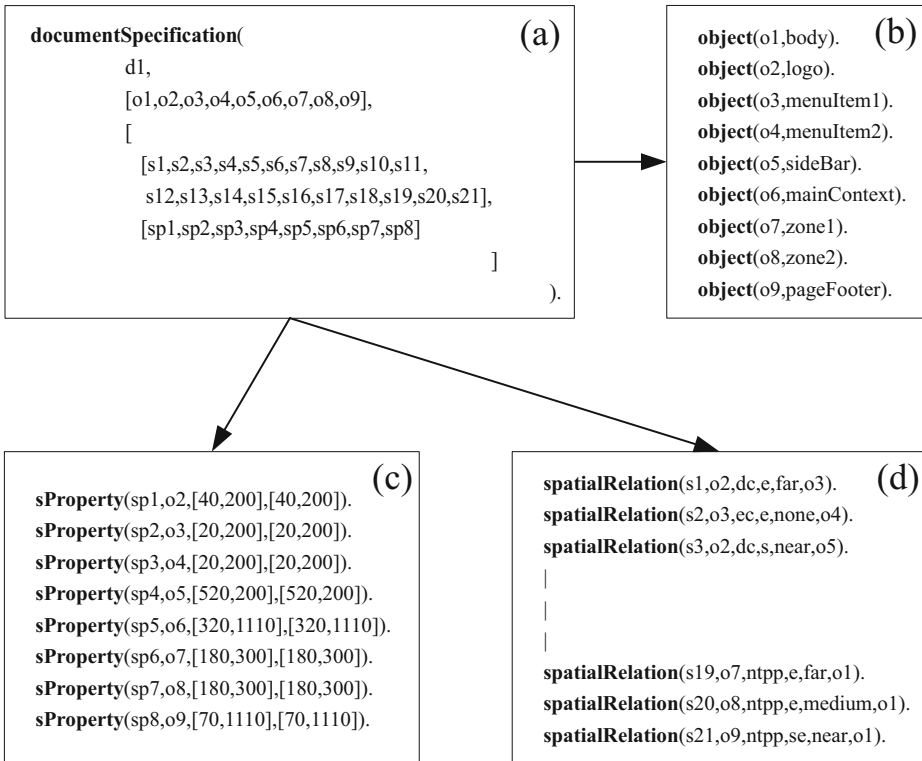 documentSpecification(
(a)
d1,
[o1,o2,o3,o4,o5,o6,o7,o8,o9],
[
[s1,s2,s3,s4,s5,s6,s7,s8,s9,s10,s11,
s12,s13,s14,s15,s16,s17,s18,s19,s20,s21],
[sp1,sp2,sp3,sp4,sp5,sp6,sp7,sp8]
]
).
(b)
object(o1,body).
object(o2,logo).
object(o3,menuItem1).
object(o4,menuItem2).
object(o5,sideBar).
object(o6,mainContext).
object(o7,zone1).
object(o8,zone2).
object(o9,pageFooter).
(c)
sProperty(sp1,o2,[40,200],[40,200]).
sProperty(sp2,o3,[20,200],[20,200]).
sProperty(sp3,o4,[20,200],[20,200]).
sProperty(sp4,o5,[520,200],[520,200]).
sProperty(sp5,o6,[320,1110],[320,1110]).
sProperty(sp6,o7,[180,300],[180,300]).
sProperty(sp7,o8,[180,300],[180,300]).
sProperty(sp8,o9,[70,1110],[70,1110]).
(d)
spatialRelation(s1,o2,dc,e,far,o3).
spatialRelation(s2,o3,ec,e,none,o4).
spatialRelation(s3,o2,dc,s,near,o5).
|
|
|
spatialRelation(s19,o7,ntpp,e,far,o1).
spatialRelation(s20,o8,ntpp,e,medium,o1).
spatialRelation(s21,o9,ntpp,se,near,o1).